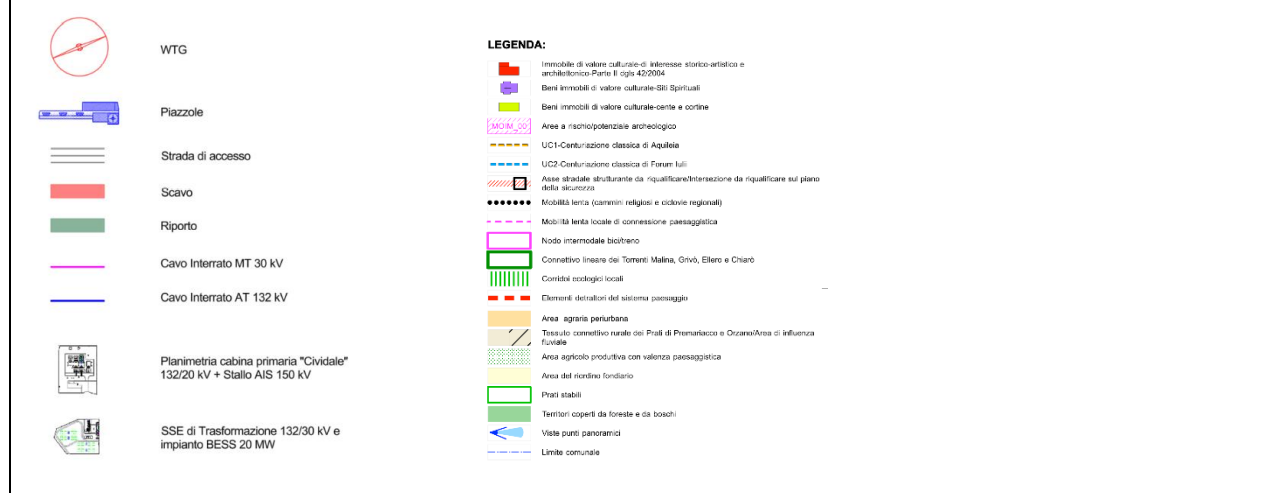 WTG
Piazzole
Strada di accesso
Scavo
Riporto
Cavo Interrato MT 30 kV
Cavo Interrato AT 132 kV
Planimetria cabina primaria "Cividale"
132/20 kV + Stallo AIS 150 kV
SSE di Trasformazione 132/30 kV e
impianto BESS 20 MW
LEGENDA:
Immobile di valore culturale-di interesse storico-artistico e
architettonico-Parte II dgls 42/2004
Beni immobili di valore culturale-Siti Spirituali
Beni immobili di valore culturale-cente e cortine
MOIM_00
Aree a rischio/potenziale archeologico
UC1-Centuriazione classica di Aquileia
UC2-Centuriazione classica di Forum Iulii
Asse stradale strutturante da riqualificare/Intersezione da riqualificare sul piano
della sicurezza
Mobilità lenta (cammini religiosi e ciclovie regionali)
Mobilità lenta locale di connessione paesaggistica
Nodo intermodale bici/treno
Connettivo lineare dei Torrenti Malina, Grivò, Ellero e Chiarò
Corridoi ecologici locali
Elementi detrattori del sistema paesaggio
Area agraria periurbana
Tessuto connettivo rurale dei Prati di Premariacco e Orzano/Area di influenza
fluviale
Area agricolo produttiva con valenza paesaggistica
Area del riordino fondiario
Prati stabili
Territori coperti da foreste e da boschi
Viste punti panoramici
Limite comunale